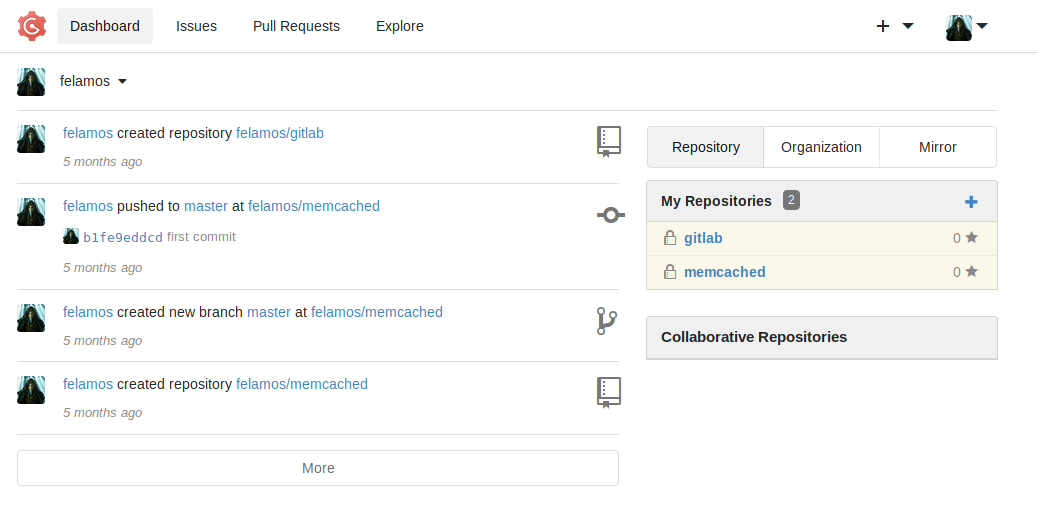 Dashboard Issues Pull Requests Explore
felamos
felamos created repository felamos/gitlab
5 months ago
felamos pushed to master at felamos/memcached
b1fe9eddcd first commit
5 months ago
felamos created new branch master at felamos/memcached
5 months ago
felamos created repository felamos/memcached
5 months ago
More
Repository Organization Mirror
My Repositories 2
gitlab 0
memcached 0
Collaborative Repositories